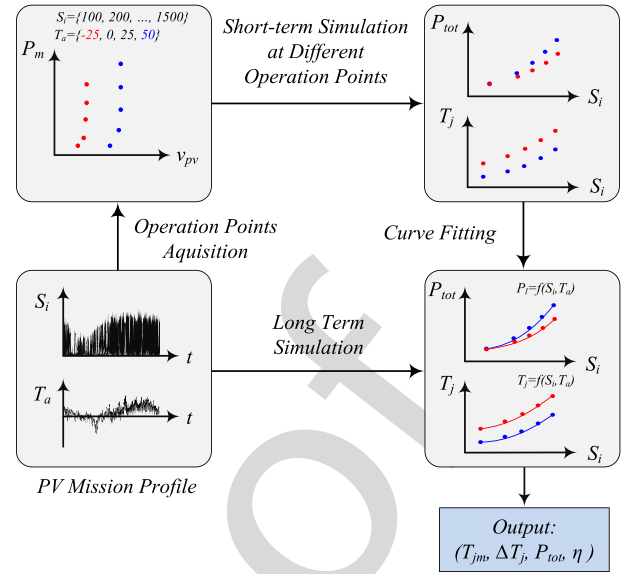 S_i={100, 200, ..., 1500}
T_a={-25, 0, 25, 50}
P_m
v_pv
Short-term Simulation
at Different
Operation Points
P_tot
S_i
T_j
S_i
Operation Points
Aquisition
Curve Fitting
S_i
t
T_a
t
PV Mission Profile
Long Term
Simulation
P_tot
P_l=f(S_i,T_a)
S_i
T_j
T_j=f(S_i,T_a)
S_i
Output:
(T_jm, ΔT_j, P_tot, η)
of